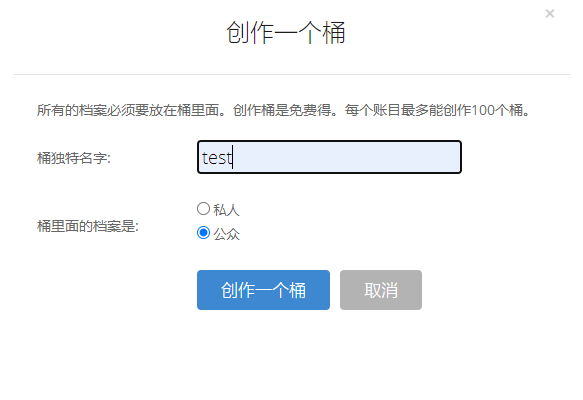 ×
创作一个桶
所有的档案必须要放在桶里面。创作桶是免费得。每个账目最多能创作100个桶。
桶独特名字:
test
桶里面的档案是:
私人
公众
创作一个桶
取消